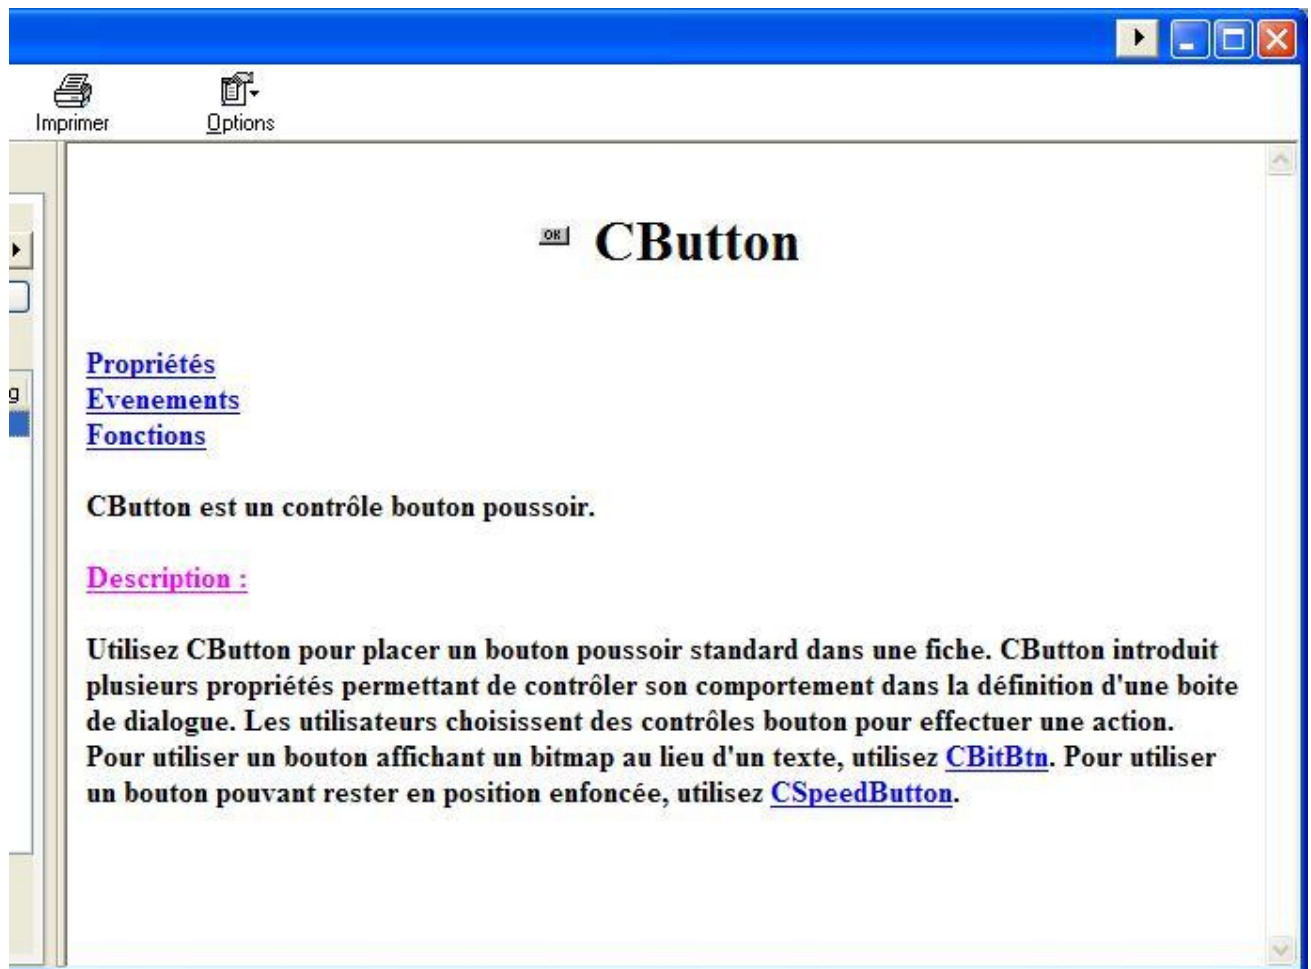 Imprimer
Options
g
OK
CButton
Propriétés
Evenements
Fonctions
CButton est un contrôle bouton poussoir.
Description :
Utilisez CButton pour placer un bouton poussoir standard dans une fiche. CButton introduit
plusieurs propriétés permettant de contrôler son comportement dans la définition d'une boite
de dialogue. Les utilisateurs choisissent des contrôles bouton pour effectuer une action.
Pour utiliser un bouton affichant un bitmap au lieu d'un texte, utilisez CBitBtn. Pour utiliser
un bouton pouvant rester en position enfoncée, utilisez CSpeedButton.